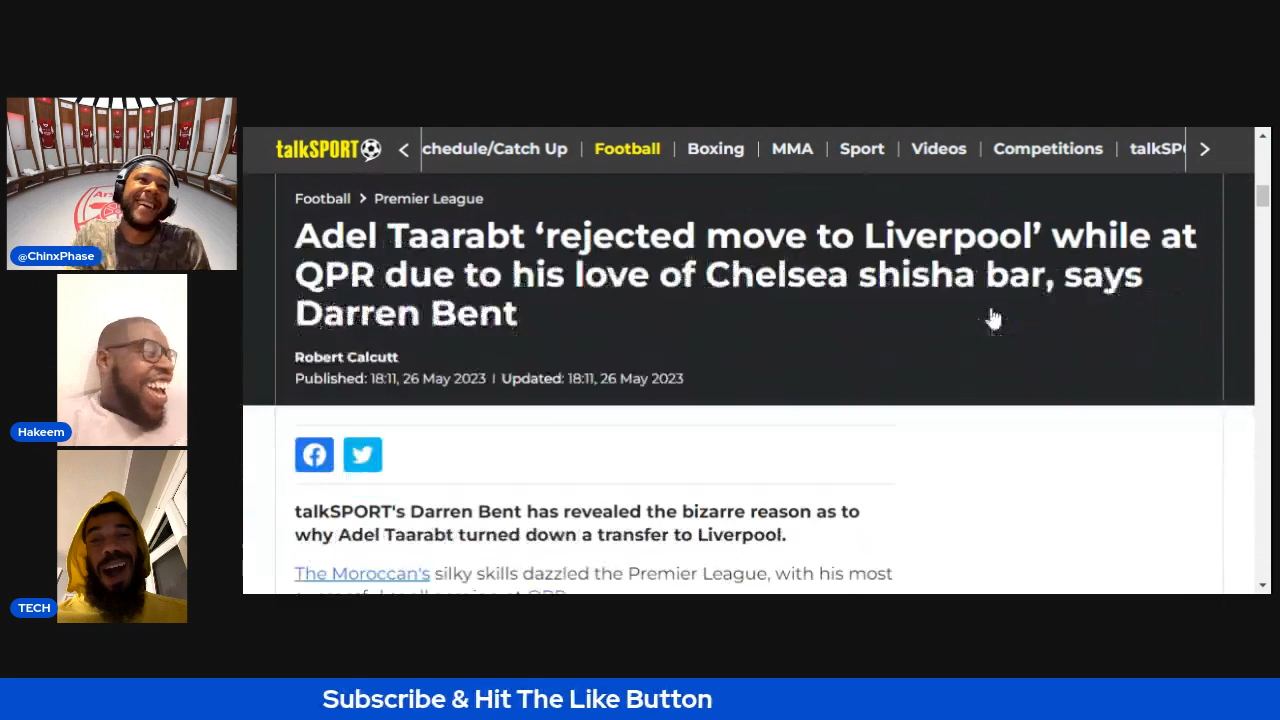 talkSPORT
chedule/Catch Up | Football | Boxing | MMA | Sport | Videos | Competitions | talkSP
Football > Premier League
Adel Taarabt ‘rejected move to Liverpool’ while at
QPR due to his love of Chelsea shisha bar, says
Darren Bent
Robert Calcutt
Published: 18:11, 26 May 2023 | Updated: 18:11, 26 May 2023
talkSPORT's Darren Bent has revealed the bizarre reason as to
why Adel Taarabt turned down a transfer to Liverpool.
The Moroccan's silky skills dazzled the Premier League, with his most
@ChinxPhase
Hakeem
TECH
Subscribe & Hit The Like Button